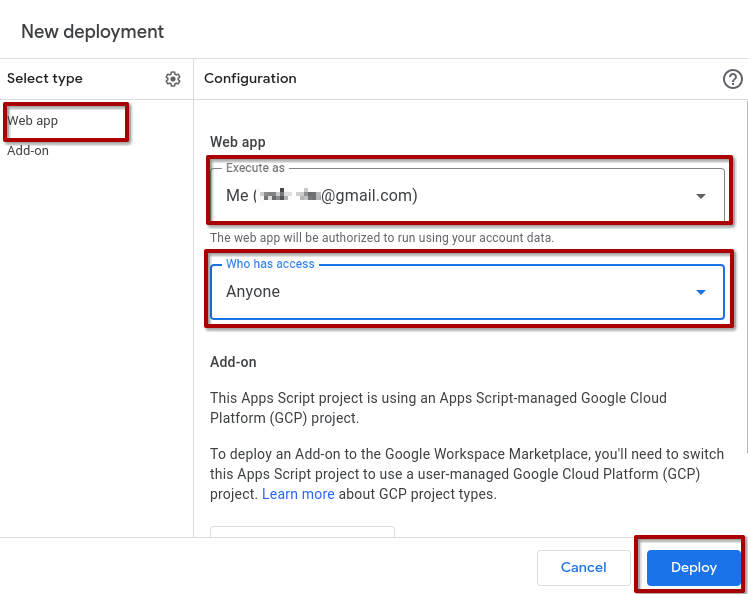 New deployment
Select type
Configuration
Web app
Add-on
Web app
Execute as
Me (@gmail.com)
The web app will be authorized to run using your account data.
Who has access
Anyone
Add-on
This Apps Script project is using an Apps Script-managed Google Cloud
Platform (GCP) project.
To deploy an Add-on to the Google Workspace Marketplace, you'll need to switch
this Apps Script project to use a user-managed Google Cloud Platform (GCP)
project. Learn more about GCP project types.
Cancel
Deploy